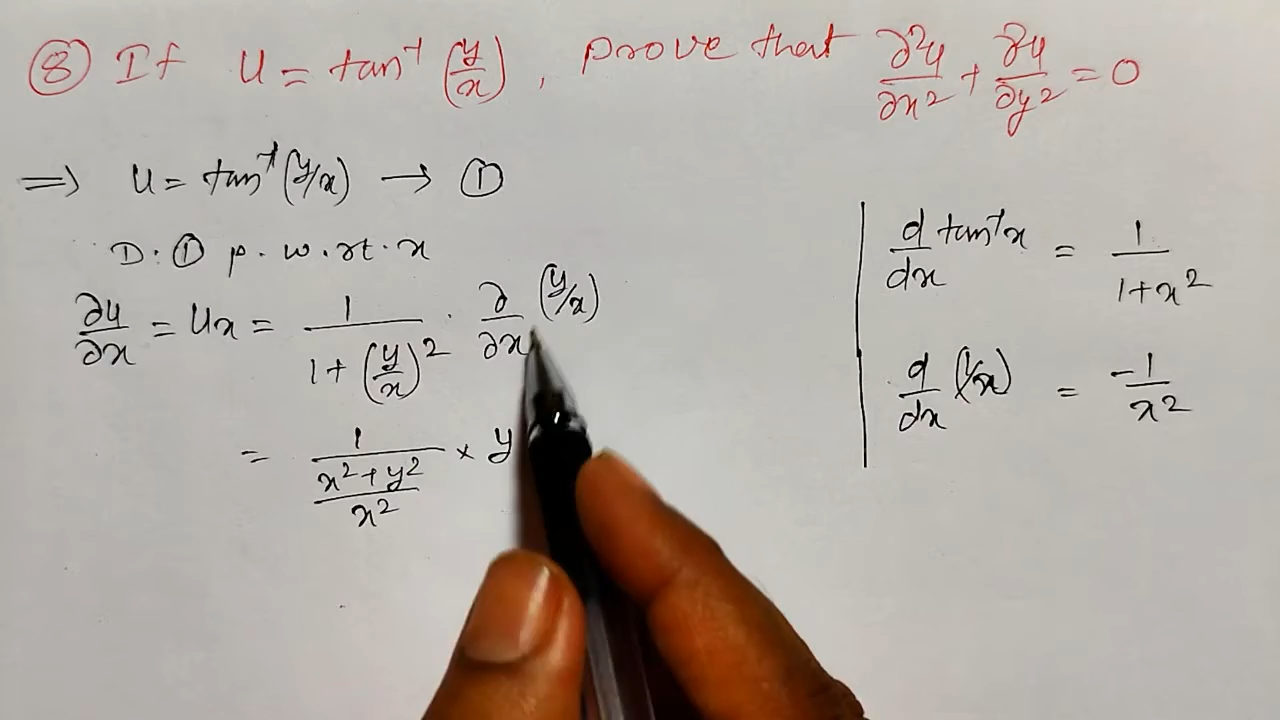 ⑧ If u = tan⁻¹ (y/x), prove that ∂²u/∂x² + ∂²u/∂y² = 0
⇒ u = tan⁻¹ (y/x) → ①
D. ① p. w. rt. x
∂u/∂x = ux = 1/(1+(y/x)²) · ∂/∂x (y/x)
= 1/((x²+y²)/x²) × y
d/dx tan⁻¹x = 1/(1+x²)
d/dx (1/x) = -1/x²